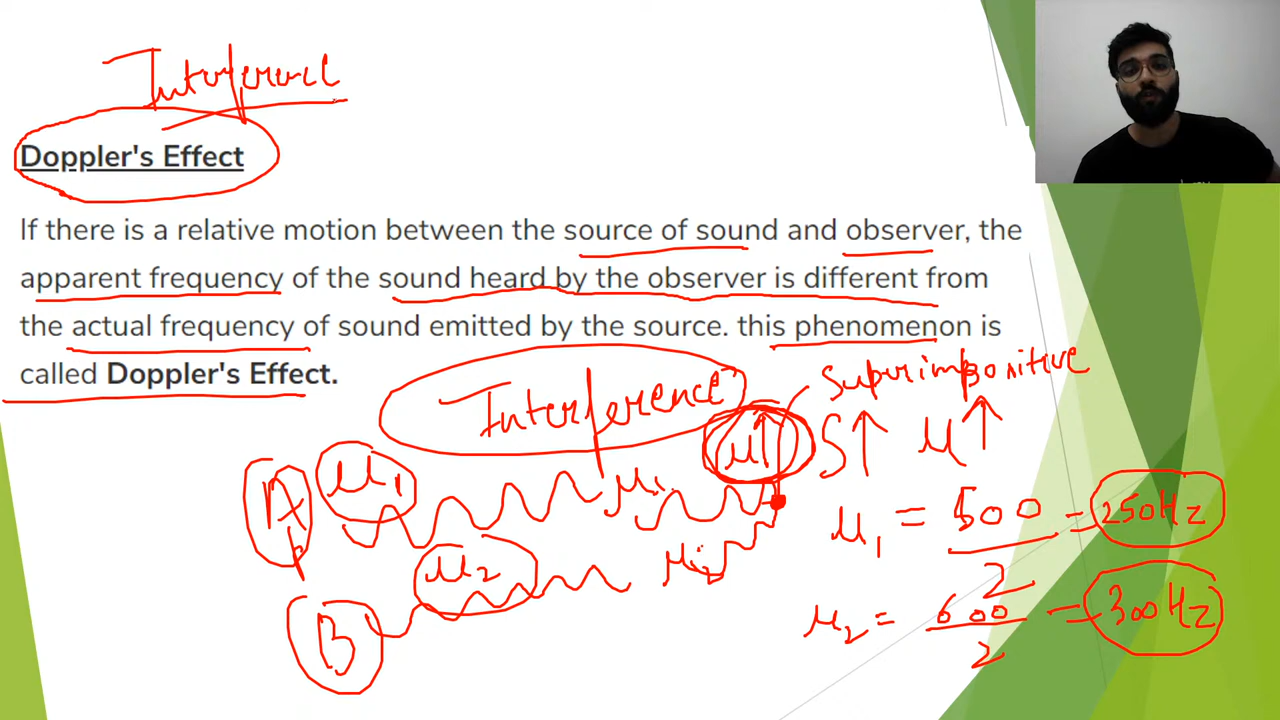 Interference
Doppler's Effect
If there is a relative motion between the source of sound and observer, the
apparent frequency of the sound heard by the observer is different from
the actual frequency of sound emitted by the source. this phenomenon is
called Doppler's Effect.
Interference
Superimpositive
μ↑ S↑ μ↑
A μ₁ μ₁
μ₁ = 500/2 = 250Hz
B μ₂ μ₂
μ₂ = 600/2 = 300Hz